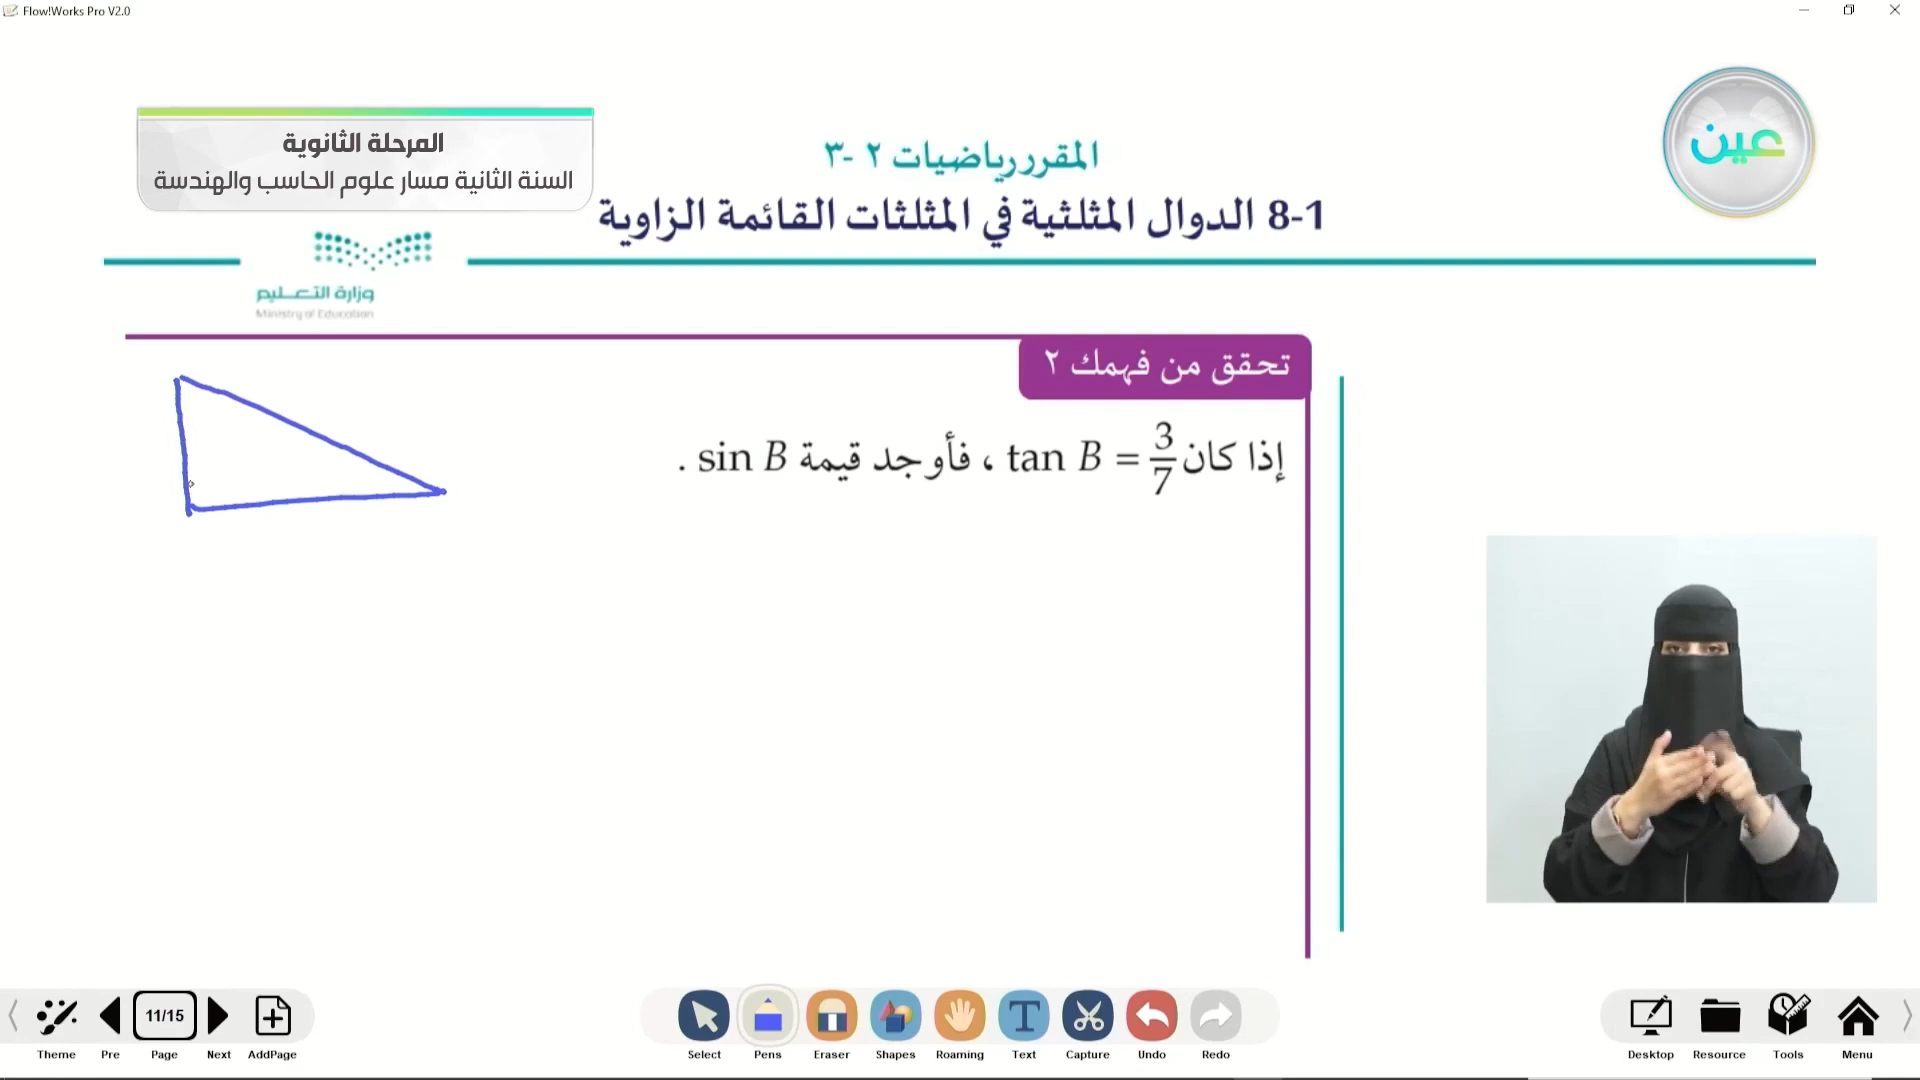 Flow!Works Pro V2.0
المرحلة الثانوية
السنة الثانية مسار علوم الحاسب والهندسة
المقرر رياضيات ٢ -٣
8-1 الدوال المثلثية في المثلثات القائمة الزاوية
عين
وزارة التعليم
Ministry of Education
تحقق من فهمك ٢
إذا كان tan B = 3/7 ، فأوجد قيمة sin B .
11/15
Theme Pre Page Next AddPage
Select Pens Eraser Shapes Roaming Text Capture Undo Redo
Desktop Resource Tools Menu